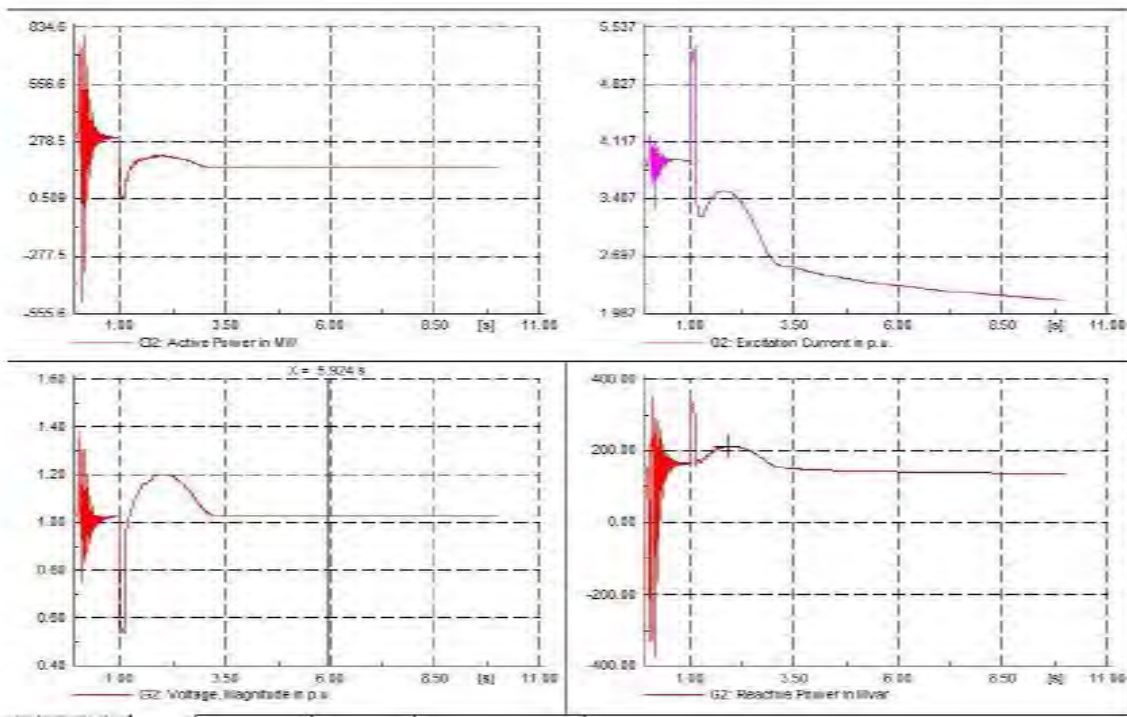 834.6
556.5
278.5
0.509
-277.5
-555.6
1.00 3.50 6.00 8.50 [s] 11.00
G2: Active Power in MW
5.537
4.827
4.117
3.407
2.697
1.987
1.00 3.50 6.00 8.50 [s] 11.00
G2: Excitation Current in p.u.
X = 5.924 s
1.60
1.40
1.20
1.00
0.80
0.60
0.40
1.00 3.50 6.00 8.50 [s] 11.00
G2: Voltage, Magnitude in p.u.
400.00
200.00
0.00
-200.00
-400.00
1.00 3.50 6.00 8.50 [s] 11.00
G2: Reactive Power in Mvar